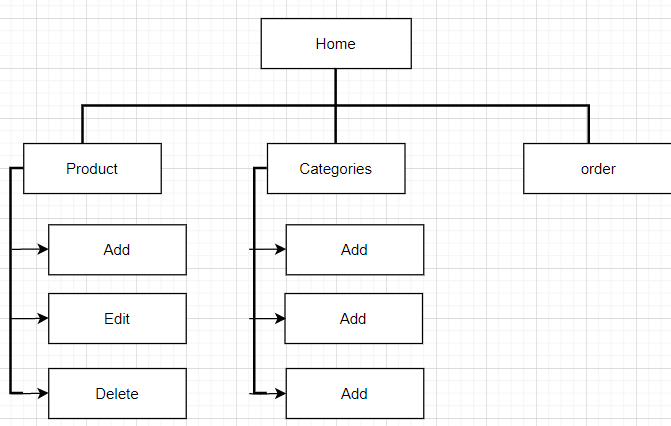 Home
Product
Categories
order
Add
Add
Edit
Add
Delete
Add